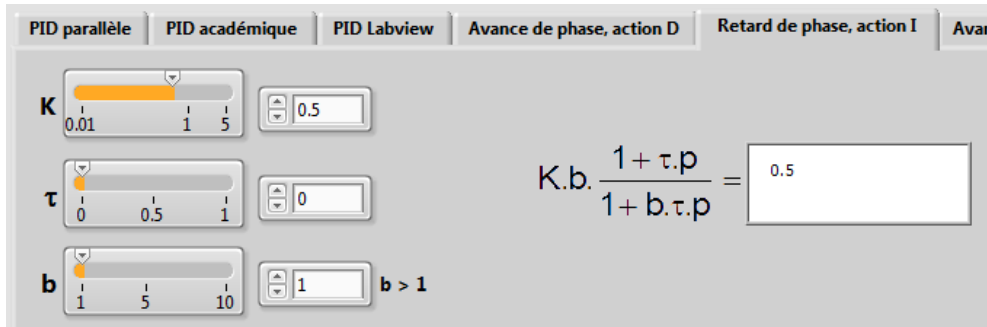 PID parallèle PID académique PID Labview Avance de phase, action D Retard de phase, action I
K 0.01 1 5 0.5
τ 0 0.5 1 0
b 1 5 10 1 b > 1
K.b. 1 + τ.p / 1 + b.τ.p = 0.5